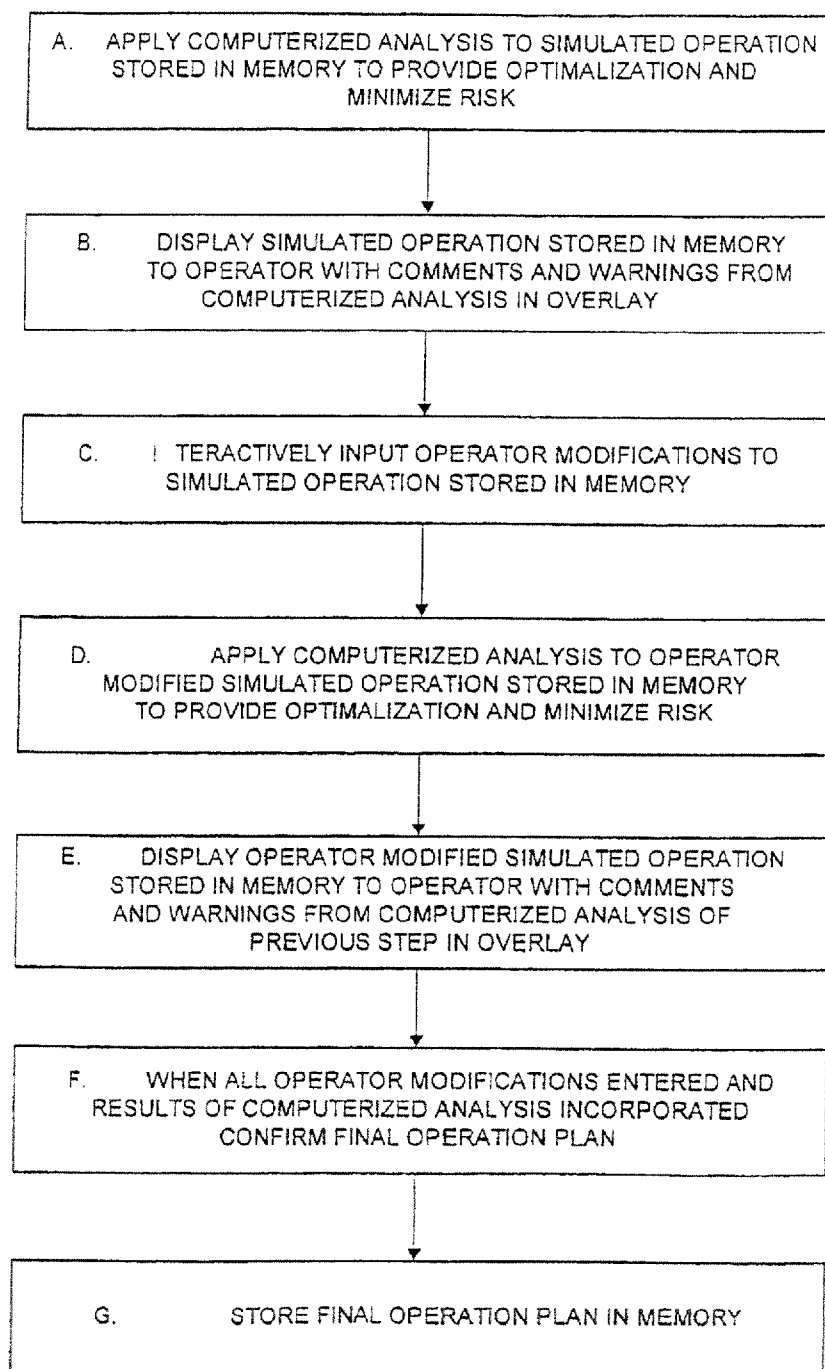 A. APPLY COMPUTERIZED ANALYSIS TO SIMULATED OPERATION
STORED IN MEMORY TO PROVIDE OPTIMALIZATION AND
MINIMIZE RISK
B. DISPLAY SIMULATED OPERATION STORED IN MEMORY
TO OPERATOR WITH COMMENTS AND WARNINGS FROM
COMPUTERIZED ANALYSIS IN OVERLAY
C. I TERACTIVELY INPUT OPERATOR MODIFICATIONS TO
SIMULATED OPERATION STORED IN MEMORY
D. APPLY COMPUTERIZED ANALYSIS TO OPERATOR
MODIFIED SIMULATED OPERATION STORED IN MEMORY
TO PROVIDE OPTIMALIZATION AND MINIMIZE RISK
E. DISPLAY OPERATOR MODIFIED SIMULATED OPERATION
STORED IN MEMORY TO OPERATOR WITH COMMENTS
AND WARNINGS FROM COMPUTERIZED ANALYSIS OF
PREVIOUS STEP IN OVERLAY
F. WHEN ALL OPERATOR MODIFICATIONS ENTERED AND
RESULTS OF COMPUTERIZED ANALYSIS INCORPORATED
CONFIRM FINAL OPERATION PLAN
G. STORE FINAL OPERATION PLAN IN MEMORY